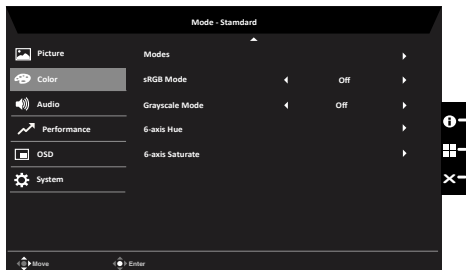 Mode - Stamdard
Picture
Modes
Color
sRGB Mode
Off
Audio
Grayscale Mode
Off
Performance
6-axis Hue
OSD
6-axis Saturate
System
Move
Enter